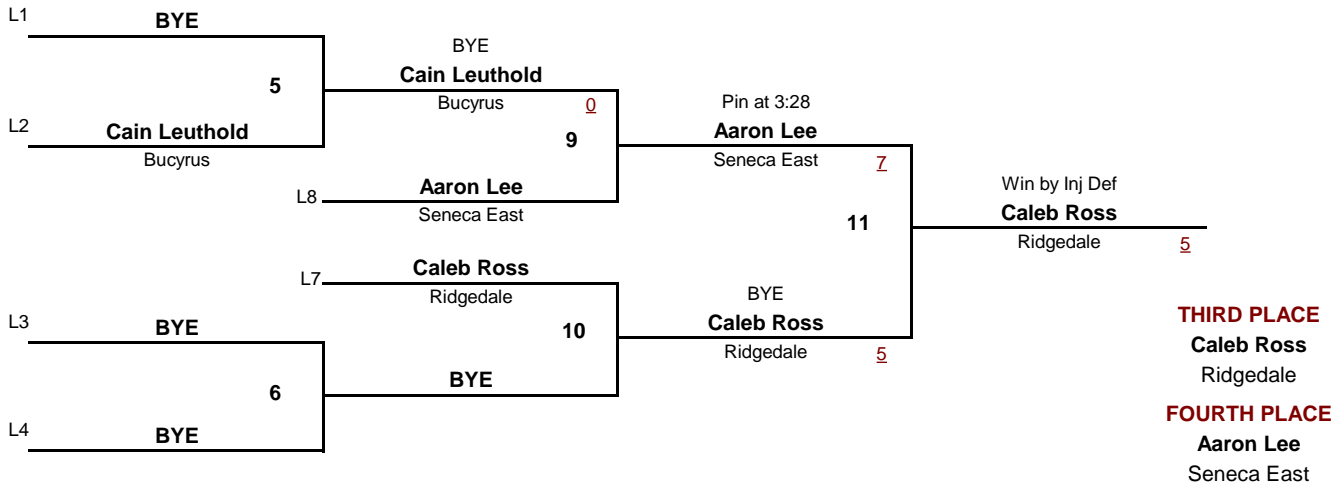 L1
BYE
5
L2
Cain Leuthold
Bucyrus
BYE
Cain Leuthold
Bucyrus
0
9
L8
Aaron Lee
Seneca East
Pin at 3:28
Aaron Lee
Seneca East
7
11
L7
Caleb Ross
Ridgedale
10
L3
BYE
6
L4
BYE
BYE
BYE
Caleb Ross
Ridgedale
5
Win by Inj Def
Caleb Ross
Ridgedale
5
THIRD PLACE
Caleb Ross
Ridgedale
FOURTH PLACE
Aaron Lee
Seneca East